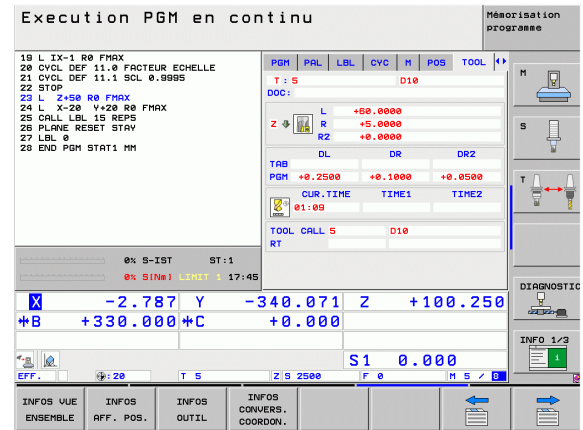 Execution PGM en continu
Mémorisation
programme
19 L IX-1 R0 FMAX
20 CYCL DEF 11.0 FACTEUR ECHELLE
21 CYCL DEF 11.1 SCL 0.9995
22 STOP
23 L Z+50 R0 FMAX
24 L X-20 Y+20 R0 FMAX
25 CALL LBL 15 REP5
26 PLANE RESET STAY
27 LBL 0
28 END PGM STAT1 MM
PGM PAL LBL CYC M POS TOOL
T : 5 D10
DOC:
L +60.0000
Z R +5.0000
R2 +0.0000
DL DR DR2
TAB
PGM +0.2500 +0.1000 +0.0500
CUR.TIME TIME1 TIME2
01:09
TOOL CALL 5 D10
RT
M
S
T
DIAGNOSTIC
INFO 1/3
0% S-IST ST:1
0% S[Nm] LIMIT 1 17:45
X -2.787 Y -340.071 Z +100.250
B +330.000 C +0.000
S1 0.000
EFF. : 20 T 5 Z S 2500 F 0 M 5 / 8
INFOS VUE
ENSEMBLE
INFOS
AFF. POS.
INFOS
OUTIL
INFOS
CONVERS.
COORDON.